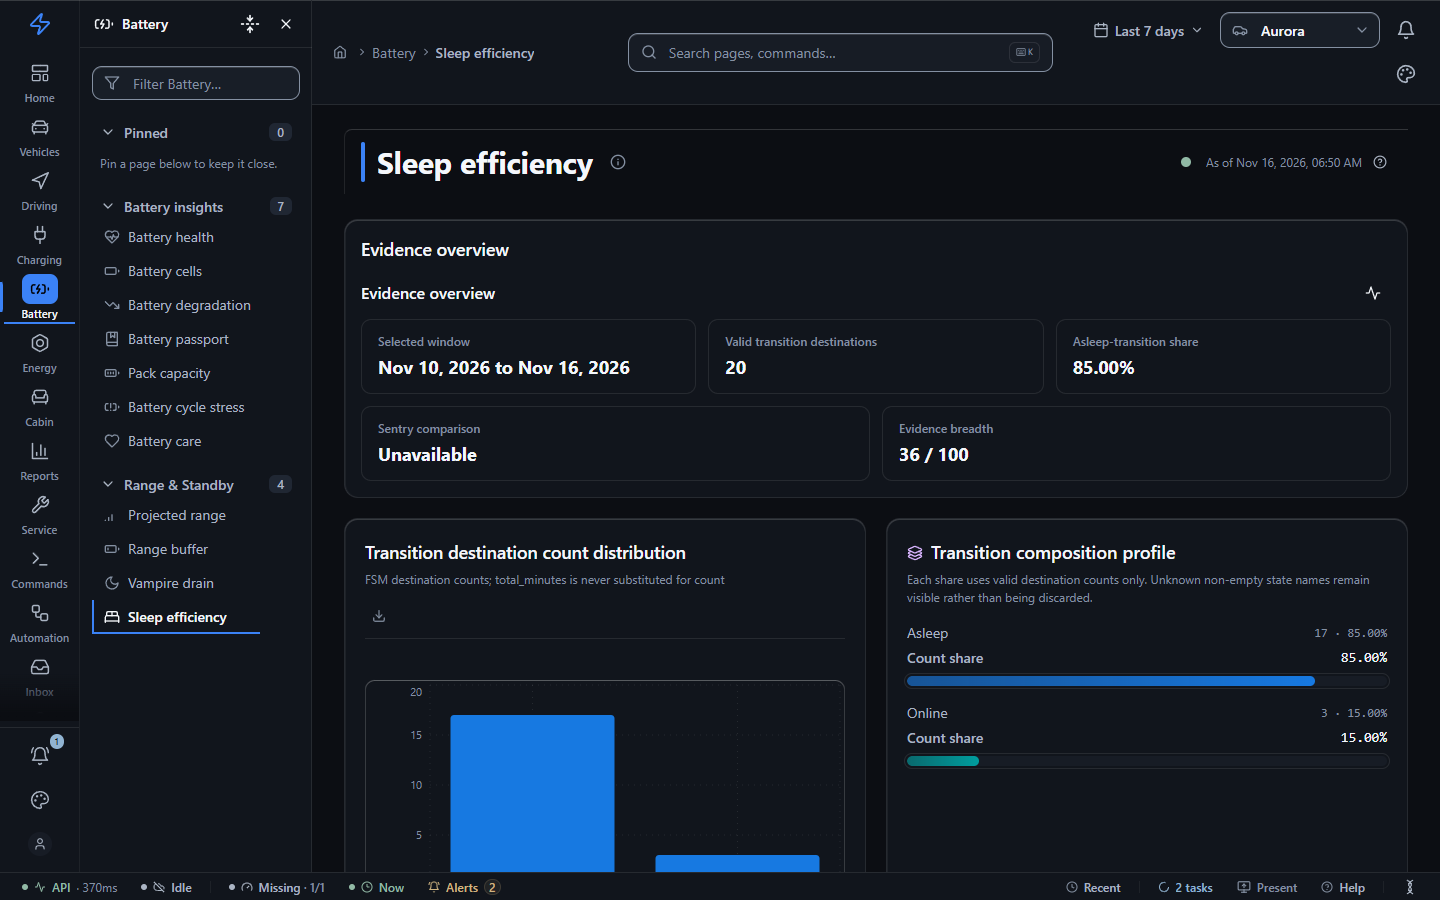 Home
Vehicles
Driving
Charging
Battery
Energy
Cabin
Reports
Service
Commands
Automation
Inbox
1
Battery
Filter Battery...
Pinned
0
Pin a page below to keep it close.
Battery insights
7
Battery health
Battery cells
Battery degradation
Battery passport
Pack capacity
Battery cycle stress
Battery care
Range & Standby
4
Projected range
Range buffer
Vampire drain
Sleep efficiency
Battery
Sleep efficiency
Search pages, commands...
K
Last 7 days
Aurora
Sleep efficiency
As of Nov 16, 2026, 06:50 AM
Evidence overview
Evidence overview
Selected window
Nov 10, 2026 to Nov 16, 2026
Valid transition destinations
20
Asleep-transition share
85.00%
Sentry comparison
Unavailable
Evidence breadth
36 / 100
Transition destination count distribution
FSM destination counts; total_minutes is never substituted for count
20
15
10
5
Transition composition profile
Each share uses valid destination counts only. Unknown non-empty state names remain
visible rather than being discarded.
Asleep
17 · 85.00%
Count share
85.00%
Online
3 · 15.00%
Count share
15.00%
API · 370ms
Idle
Missing · 1/1
Now
Alerts 2
Recent
2 tasks
Present
Help